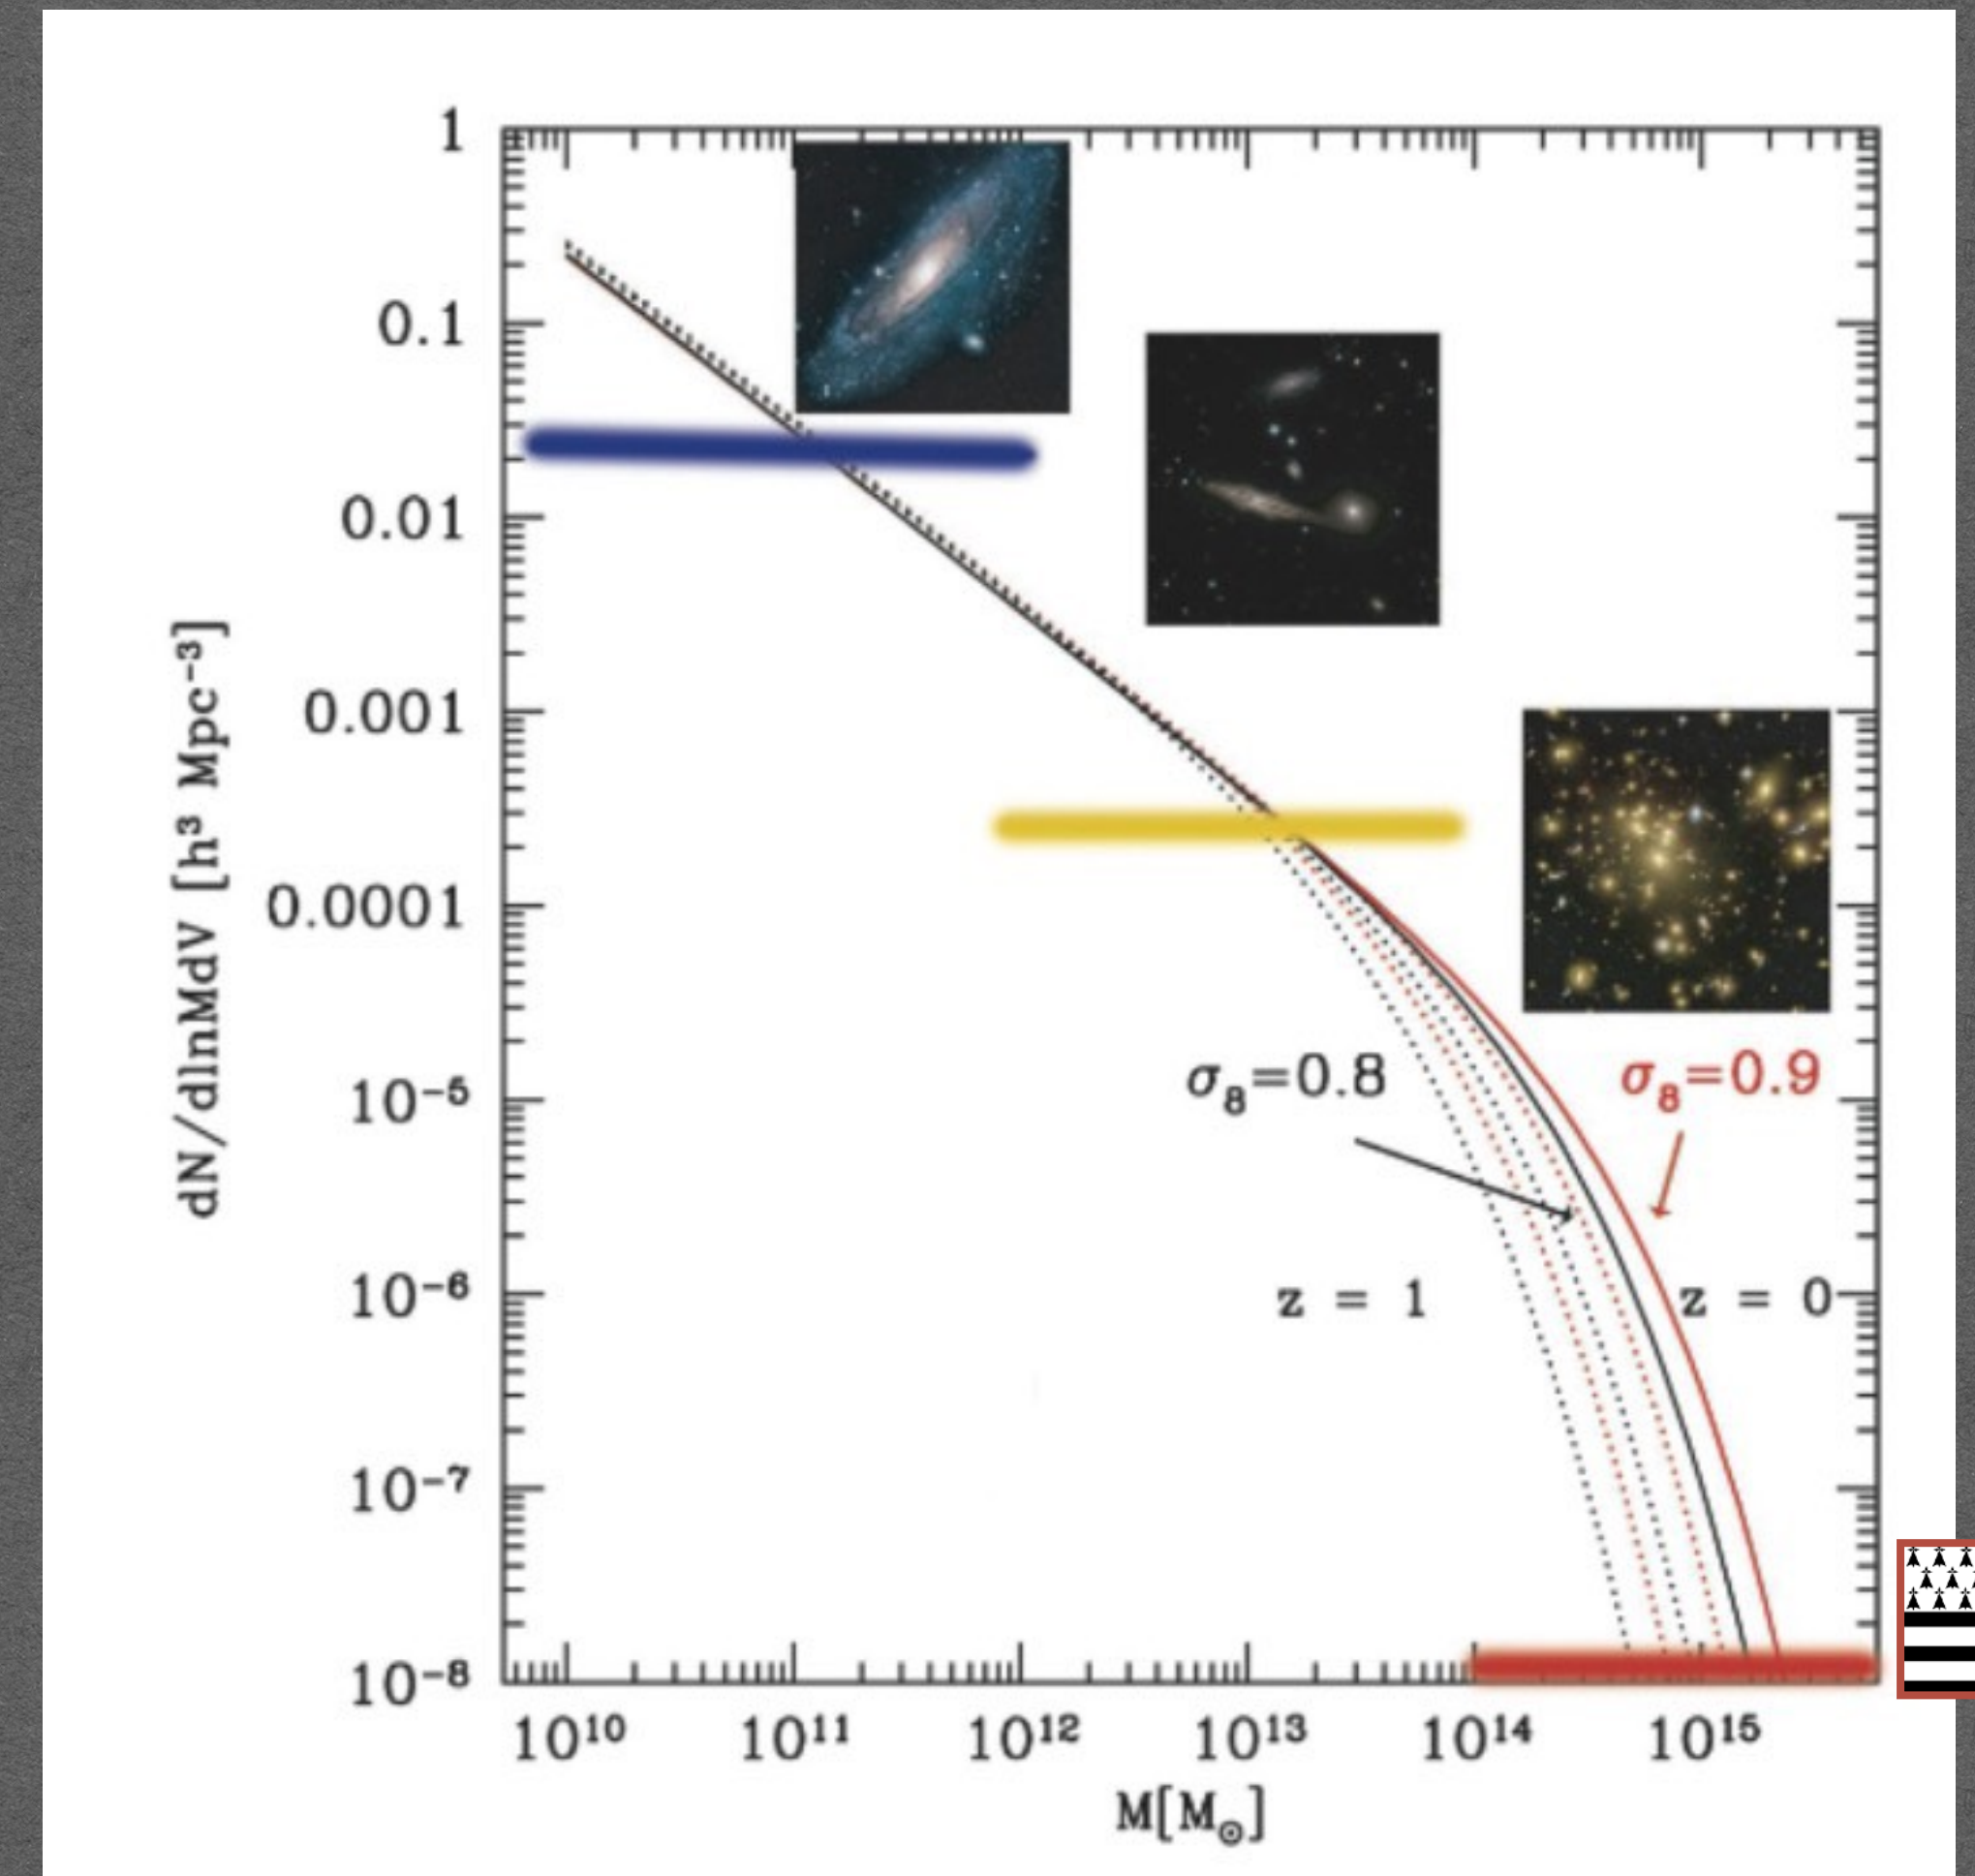 1
0.1
0.01
0.001
0.0001
10⁻⁵
10⁻⁶
10⁻⁷
10⁻⁸
dN/dlnMdV [h³ Mpc⁻³]
σ₈=0.8
σ₈=0.9
z = 1
z = 0
10¹⁰ 10¹¹ 10¹² 10¹³ 10¹⁴ 10¹⁵
M[M☉]